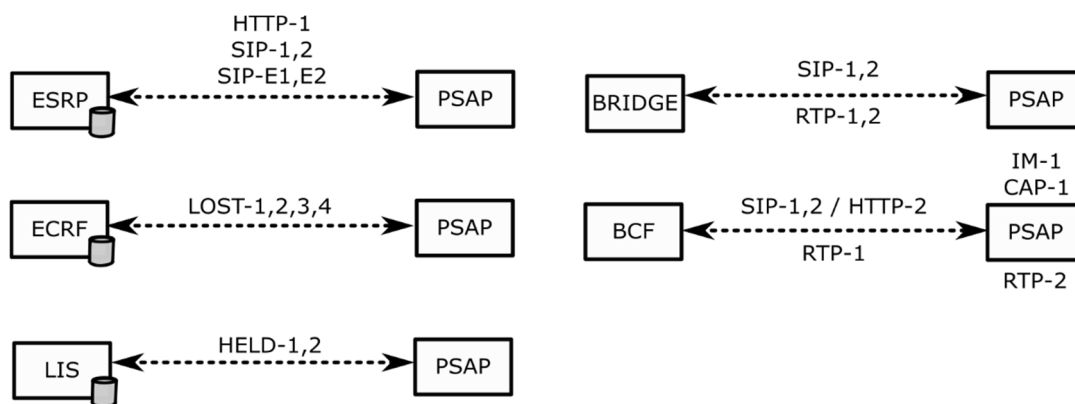 HTTP-1
SIP-1,2
SIP-E1,E2
ESRP
PSAP
SIP-1,2
BRIDGE
RTP-1,2
PSAP
LOST-1,2,3,4
ECRF
PSAP
IM-1
CAP-1
SIP-1,2 / HTTP-2
BCF
RTP-1
PSAP
RTP-2
HELD-1,2
LIS
PSAP